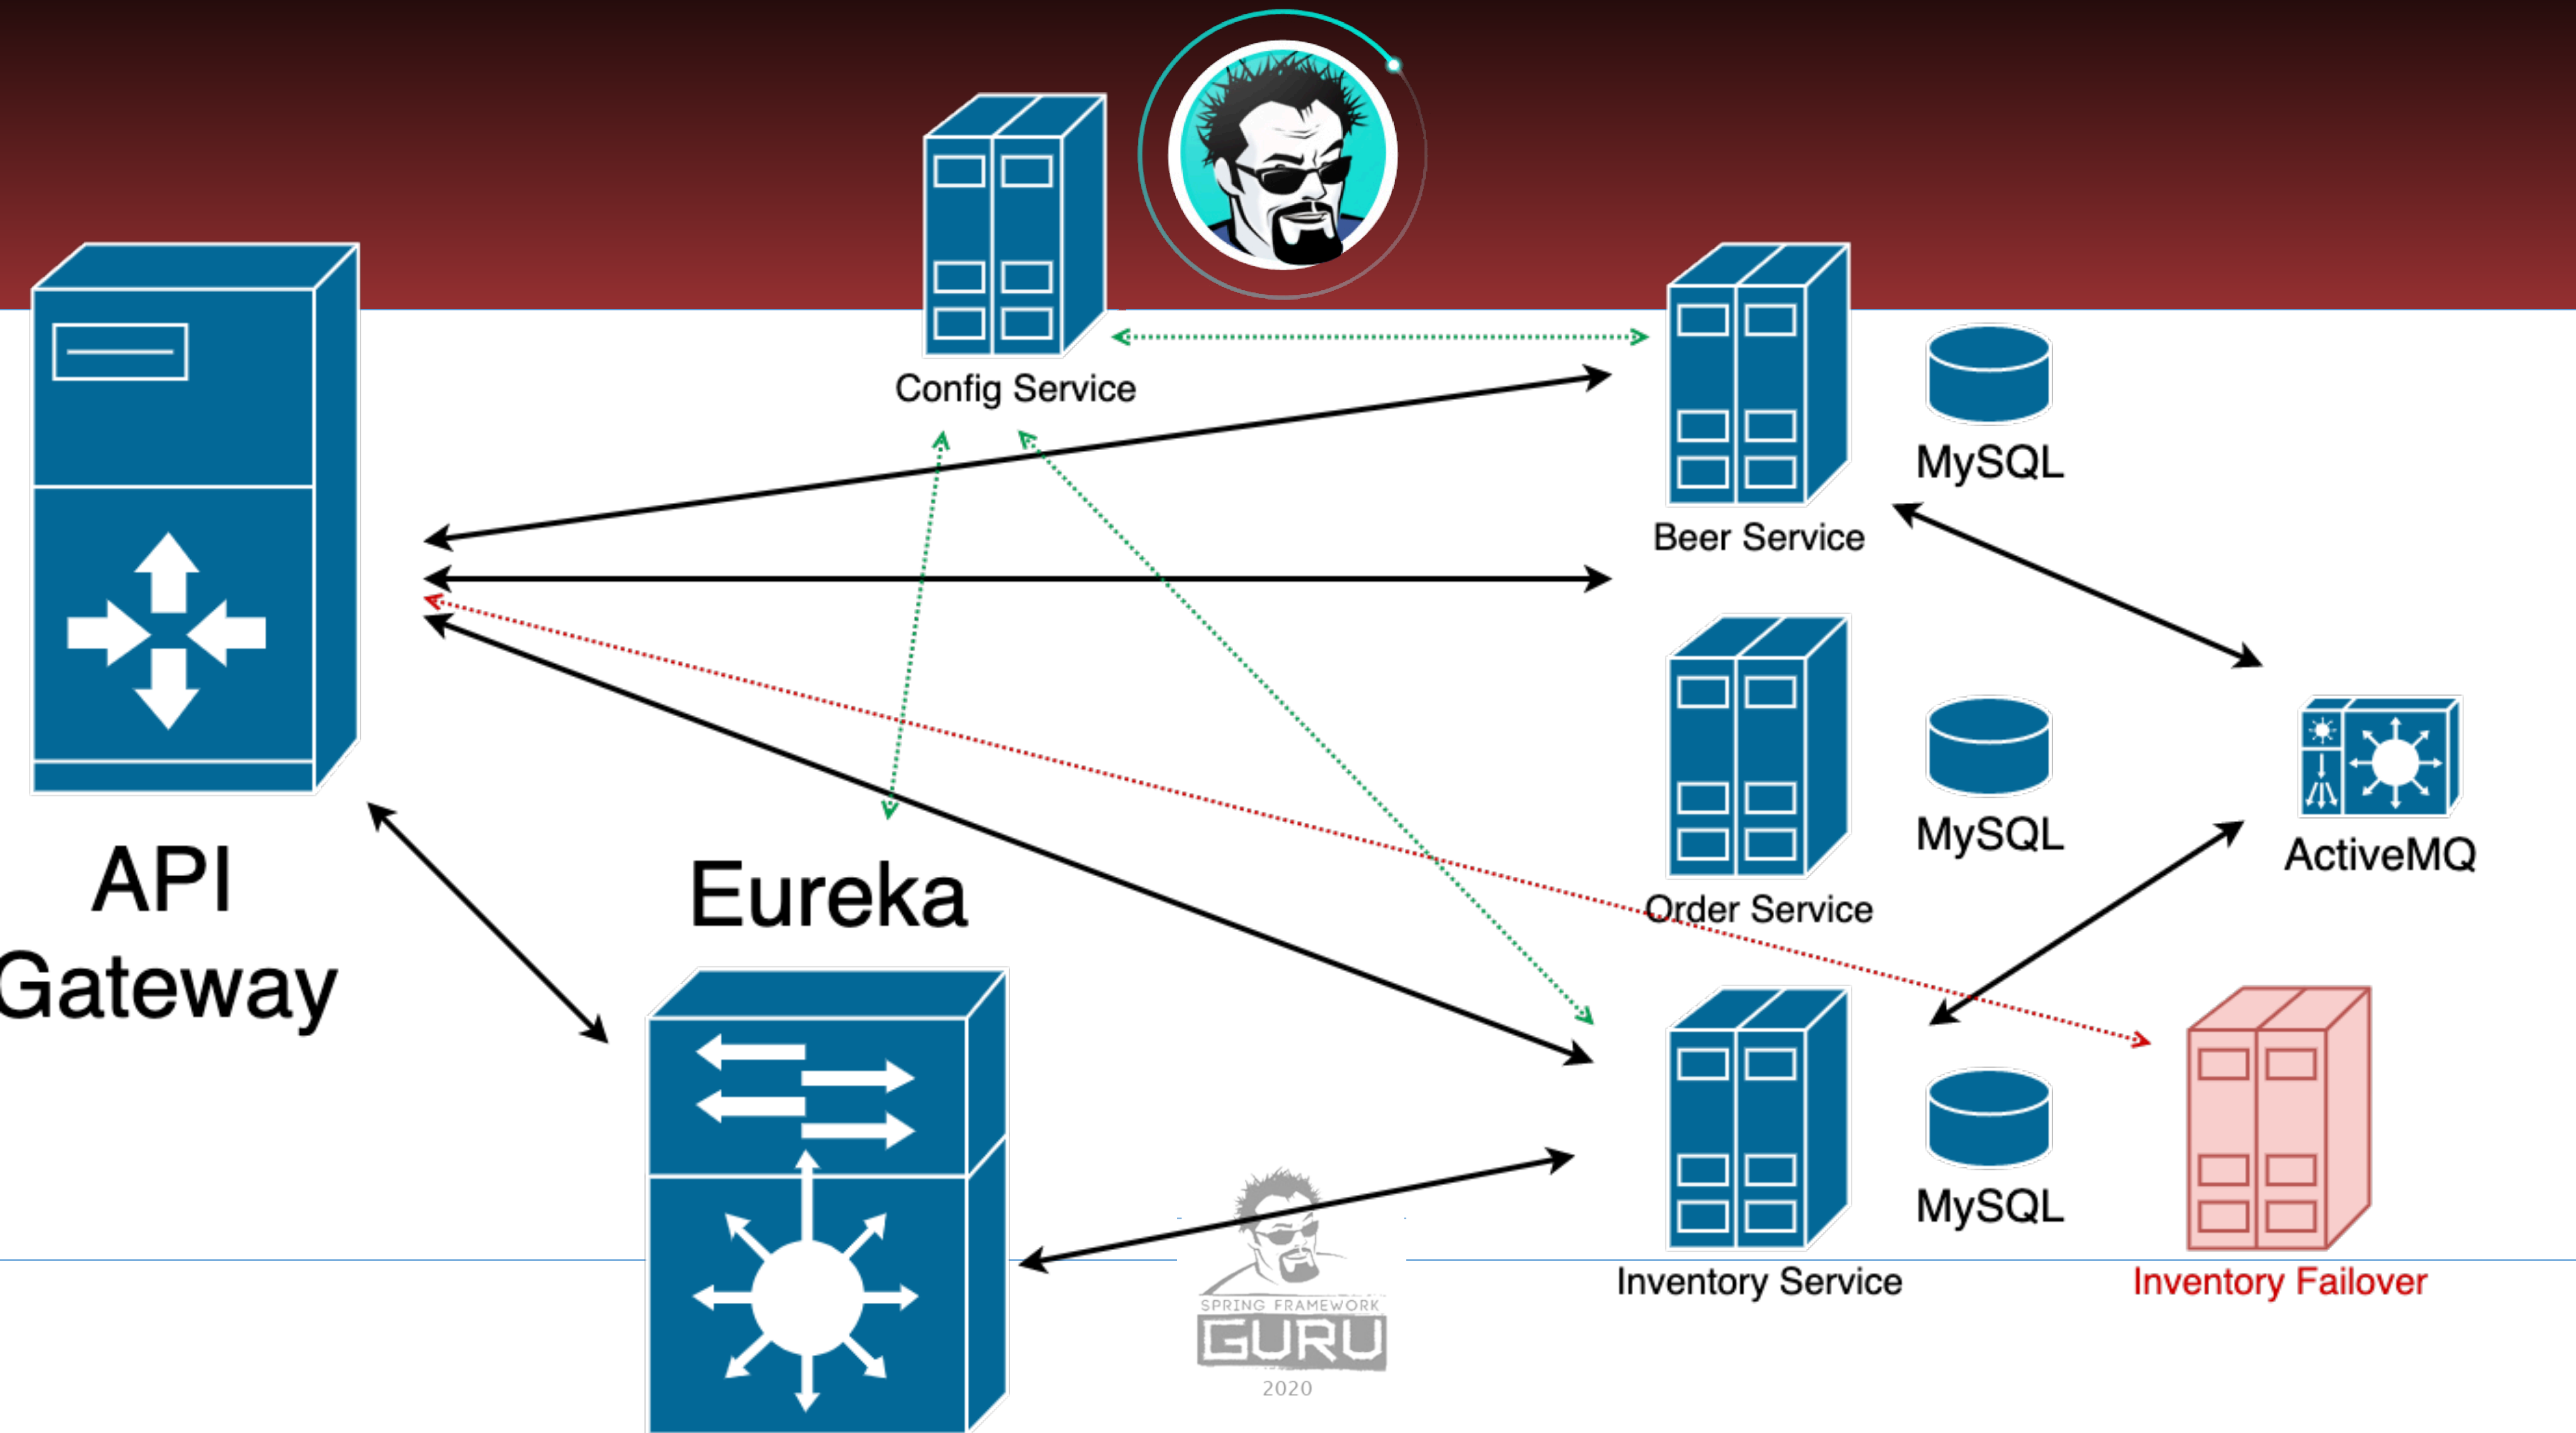 Config Service
MySQL
Beer Service
API
Gateway
Eureka
MySQL
ActiveMQ
Order Service
MySQL
Inventory Service
Inventory Failover
SPRING FRAMEWORK
GURU
2020